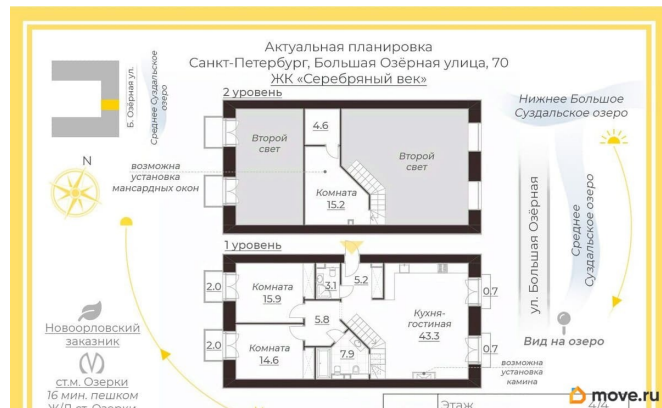 Актуальная планировка
Санкт-Петербург, Большая Озёрная улица, 70
ЖК «Серебряный век»
Б. Озёрная ул.
Среднее Суздальское
озеро
2 уровень
Второй
свет
4.6
Второй
свет
Комната
15.2
возможна
установка
мансардных окон
N
Нижнее Большое
Суздальское озеро
ул. Большая Озёрная
Среднее
Суздальское озеро
Вид на озеро
1 уровень
2.0
Комната
15.9
3.1
5.2
0.7
5.8
Кухня-
гостиная
43.3
2.0
Комната
14.6
7.9
0.7
возможна
установка
камина
Новоорловский
заказник
ст.м. Озерки
16 мин. пешком
Ж/Д ст. Озерки
Этаж
4/4
move.ru